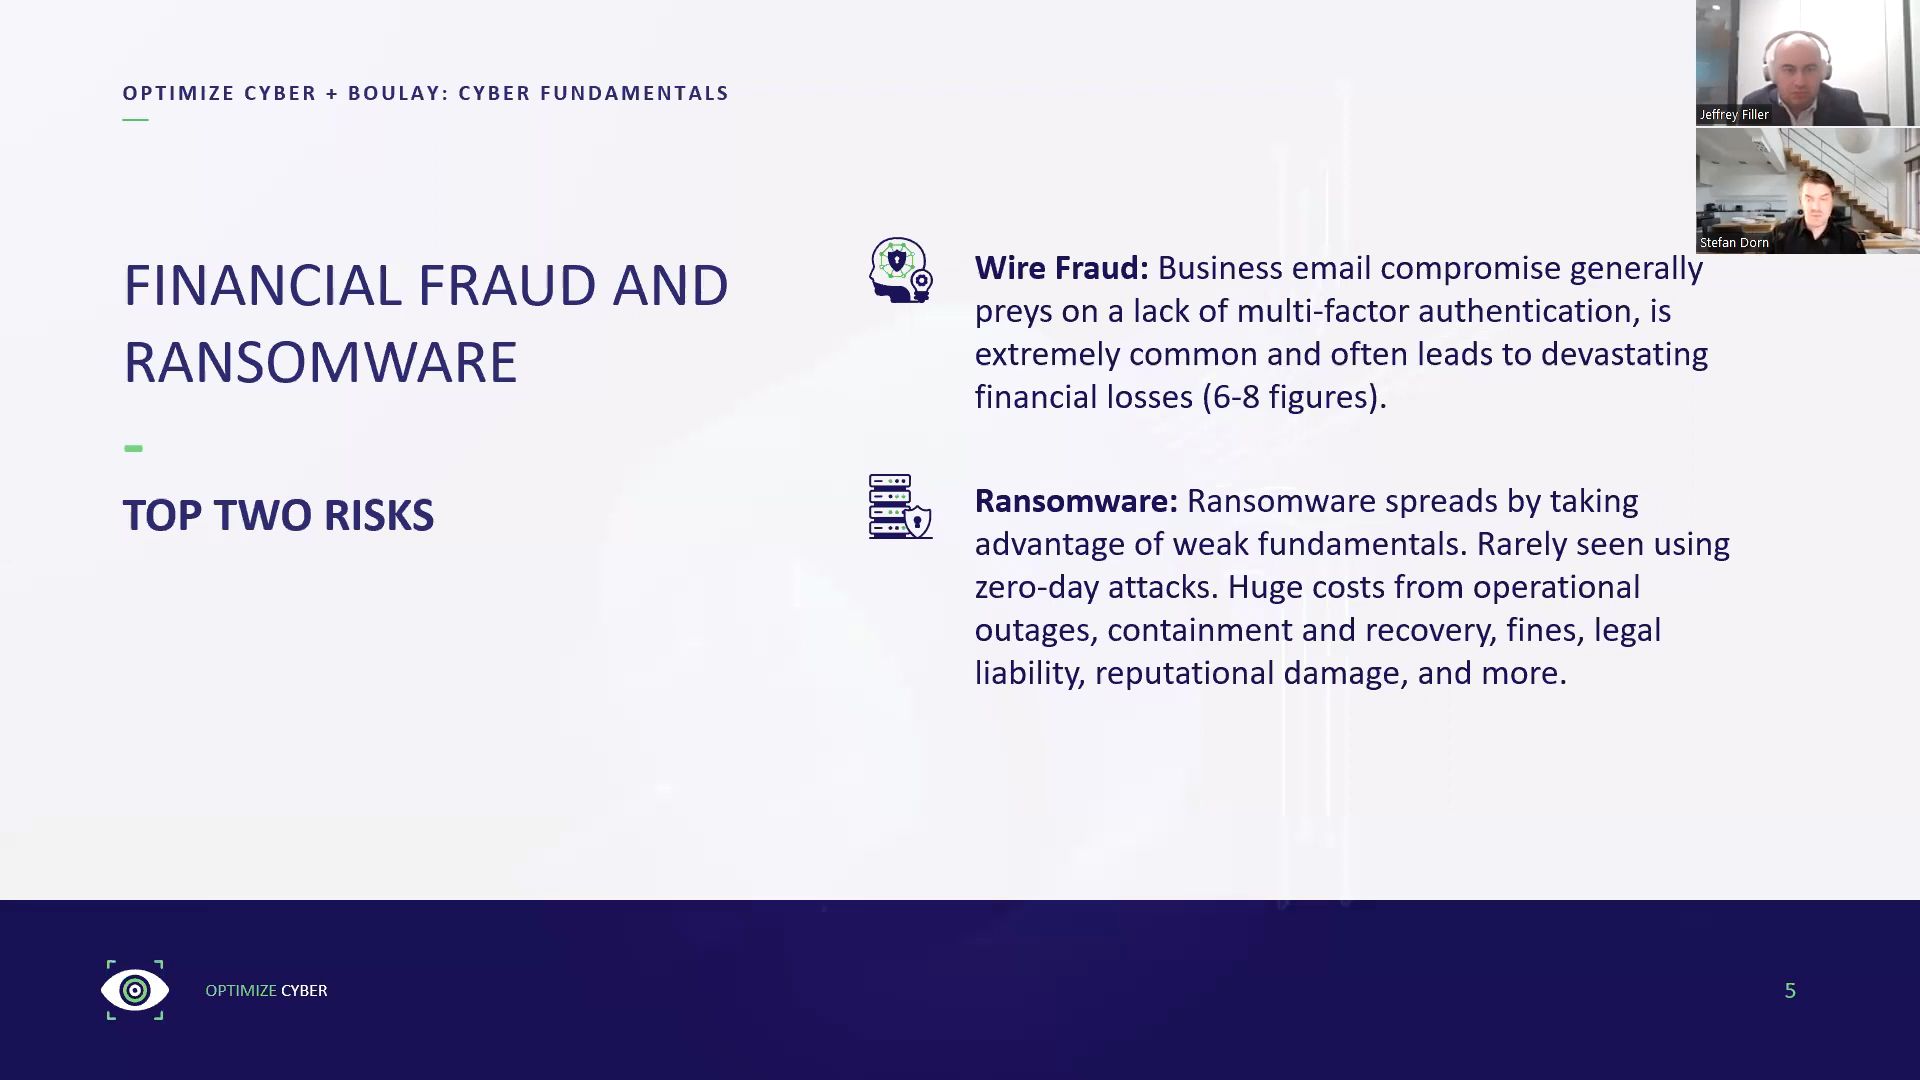 OPTIMIZE CYBER + BOULAY: CYBER FUNDAMENTALS
FINANCIAL FRAUD AND
RANSOMWARE
TOP TWO RISKS
Wire Fraud: Business email compromise generally
preys on a lack of multi-factor authentication, is
extremely common and often leads to devastating
financial losses (6-8 figures).
Ransomware: Ransomware spreads by taking
advantage of weak fundamentals. Rarely seen using
zero-day attacks. Huge costs from operational
outages, containment and recovery, fines, legal
liability, reputational damage, and more.
Jeffrey Filler
Stefan Dorn
OPTIMIZE CYBER
5